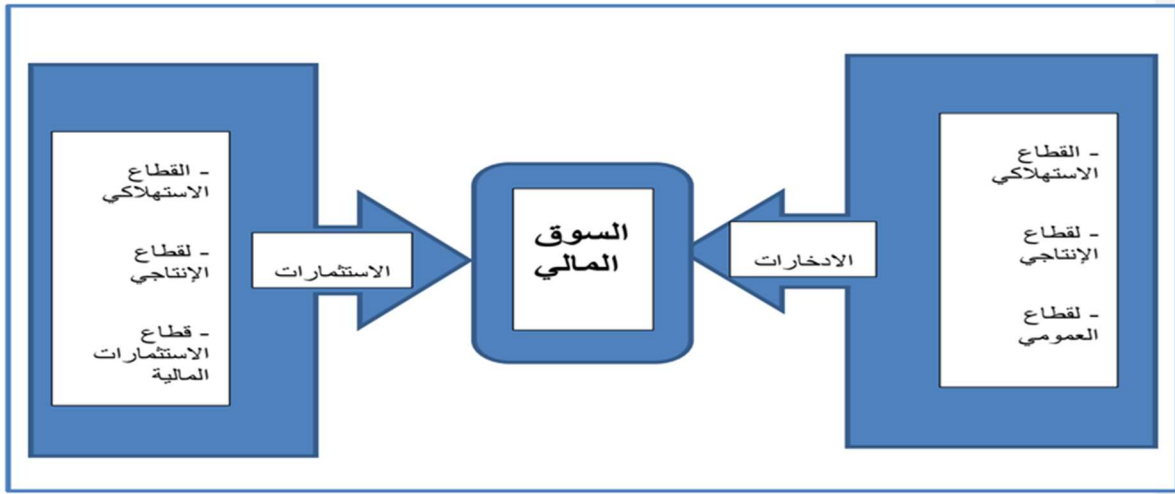 - القطاع
الاستهلاكي
- لقطاع
الإنتاجي
- لقطاع
العمومي
الادخارات
السوق
المالي
الاستثمارات
- القطاع
الاستهلاكي
- لقطاع
الإنتاجي
- قطاع
الاستثمارات
المالية